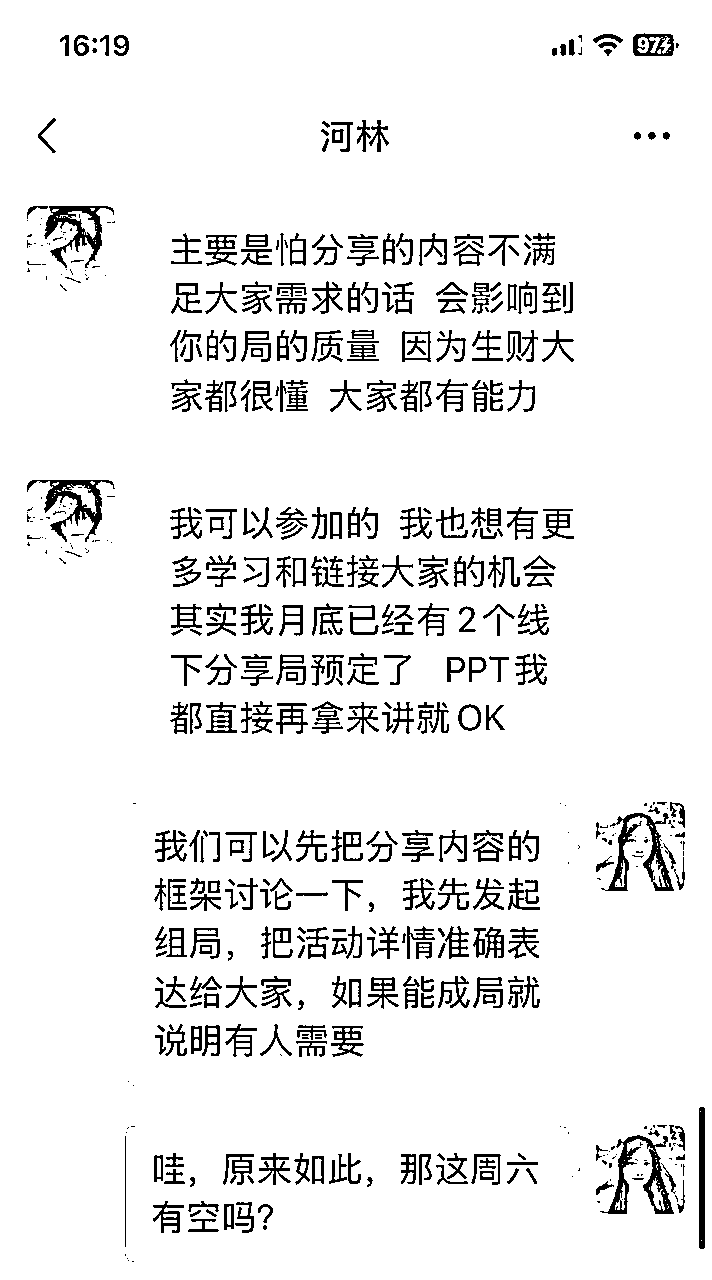 16:19
97
河林
主要是怕分享的内容不满
足大家需求的话 会影响到
你的局的质量 因为生财大
家都很懂 大家都有能力
我可以参加的 我也想有更
多学习和链接大家的机会
其实我月底已经有2个线
下分享局预定了 PPT我
都直接再拿来讲就OK
我们可以先把分享内容的
框架讨论一下，我先发起
组局，把活动详情准确表
达给大家，如果能成局就
说明有人需要
哇，原来如此，那这周六
有空吗？